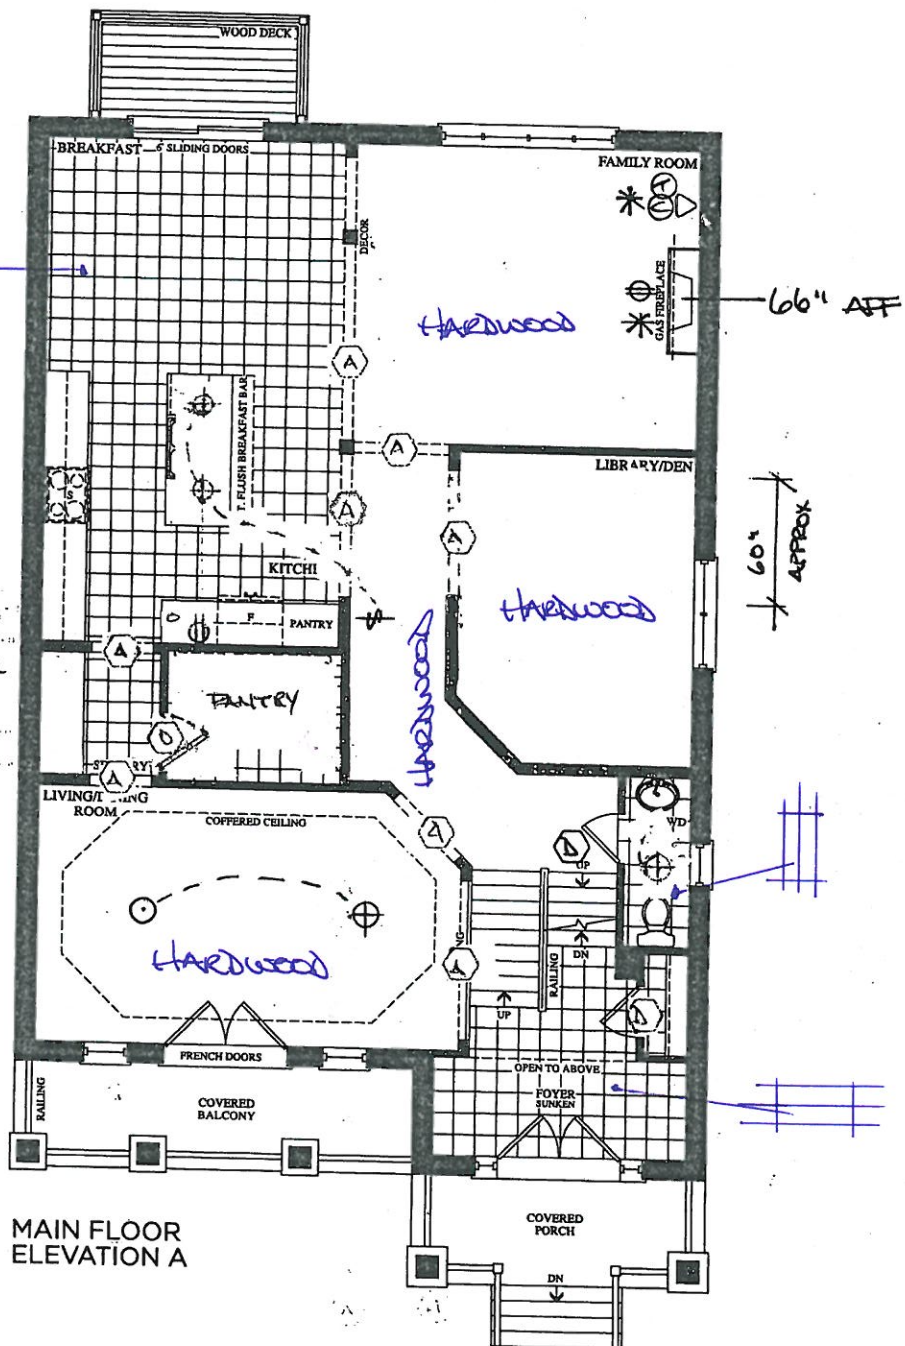 WOOD DECK
BREAKFAST
6' SLIDING DOORS
FAMILY ROOM
T
C
DECOR
HARDWOOD
GAS FIREPLACE
66" AFF
A
A
FLUSH BREAKFAST BAR
LIBRARY/DEN
S
A
A
60"
APPROX
KITCHI
HARDWOOD
F
PANTRY
A
HARDWOOD
PANTRY
D
A
LIVING/
ROOM
COFFERED CEILING
A
D
UP
HARDWOOD
A
RAILING
DN
UP
D
FRENCH DOORS
OPEN TO ABOVE
FOYER
SUNKEN
RAILING
COVERED
BALCONY
COVERED
PORCH
DN
MAIN FLOOR
ELEVATION A